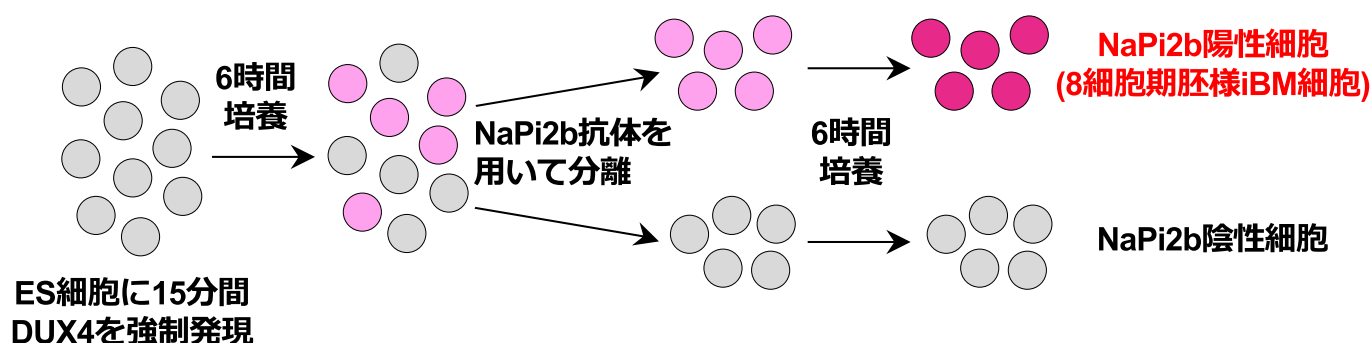 ES細胞に15分間
DUX4を強制発現
6時間
培養
NaPi2b抗体を
用いて分離
6時間
培養
NaPi2b陽性細胞
(8細胞期胚様iBM細胞)
NaPi2b陰性細胞